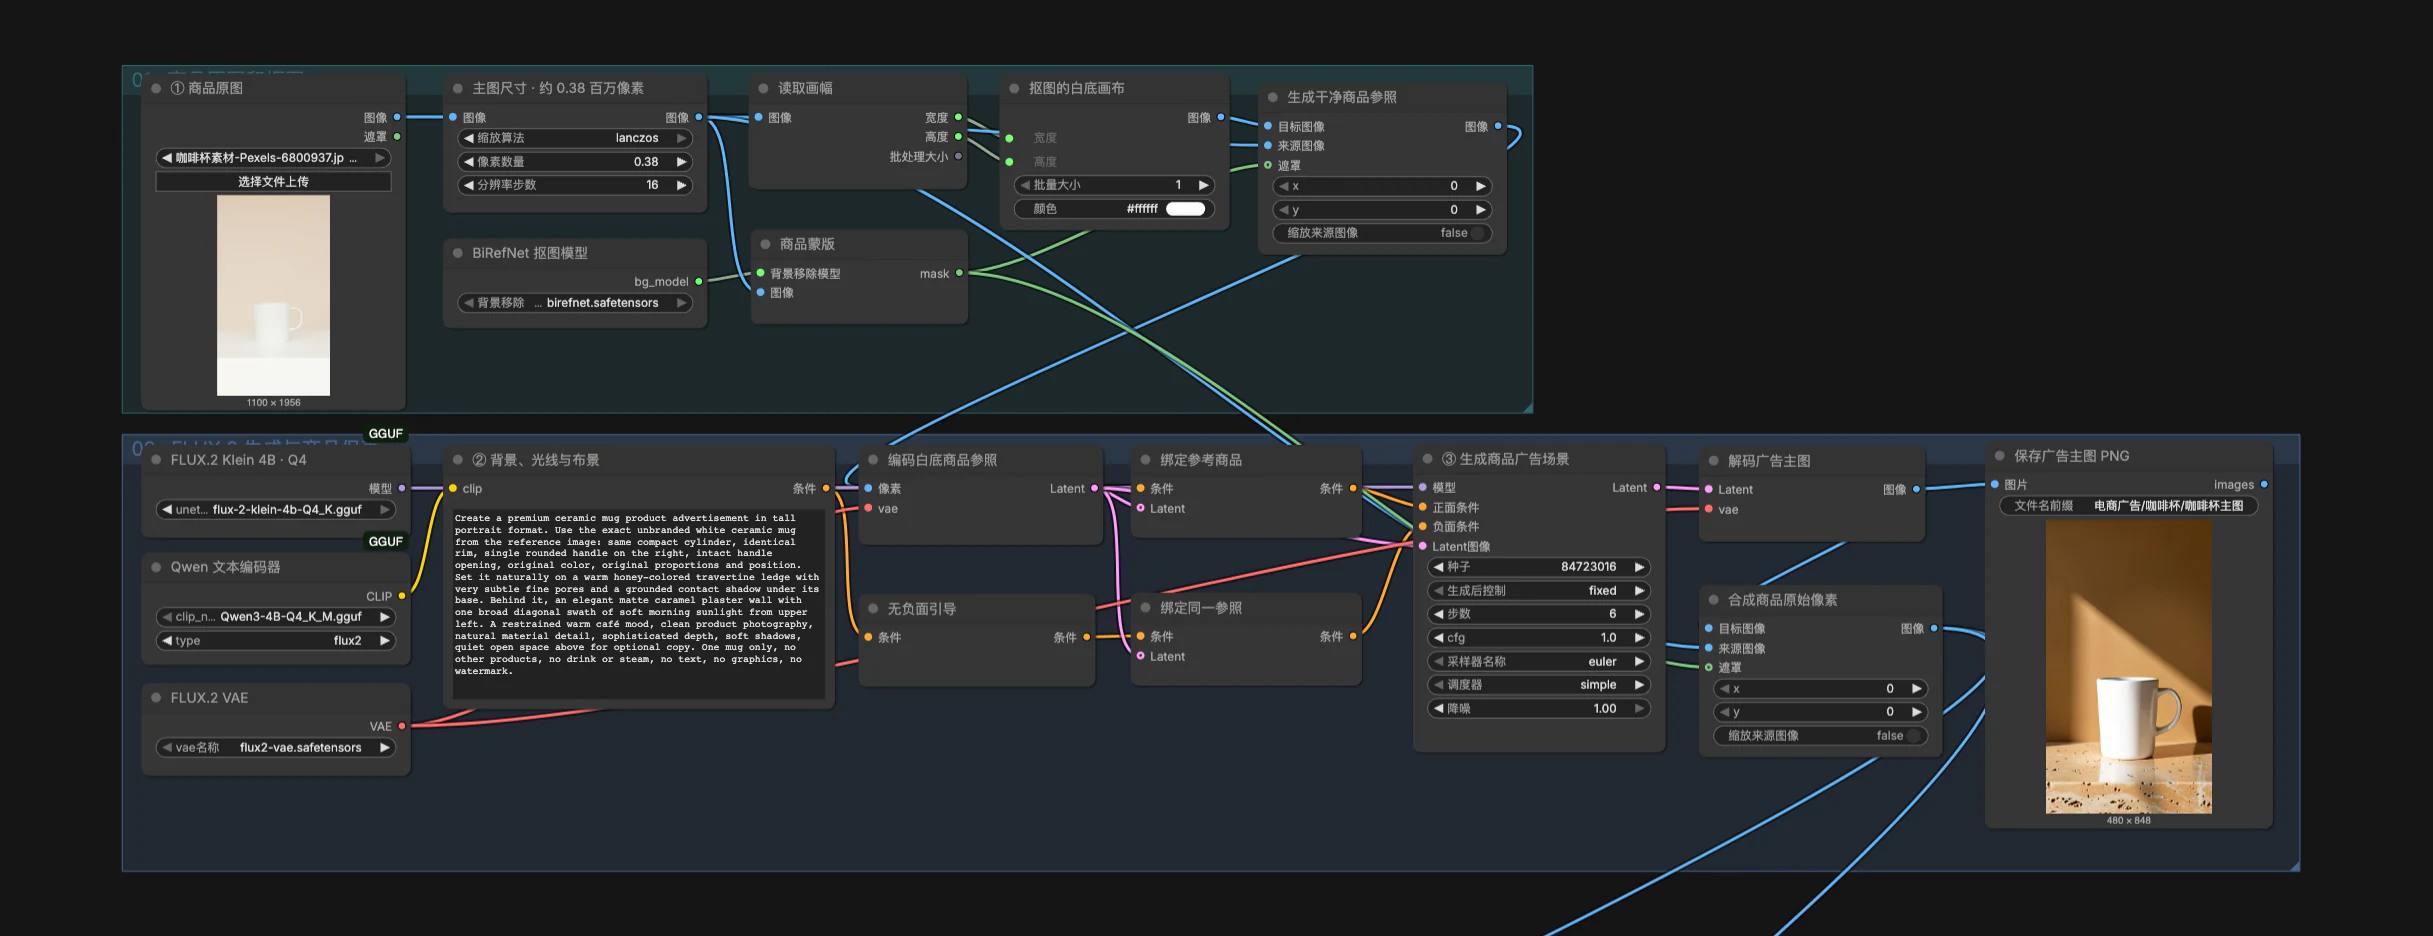 ① 商品原图
图像
遮罩
咖啡杯素材-Pexels-6800937.jp ...
选择文件上传
1100 × 1956
主图尺寸 · 约 0.38 百万像素
图像 图像
缩放算法 lanczos
像素数量 0.38
分辨率步数 16
BiRefNet 抠图模型
bg_model
背景移除 ... birefnet.safetensors
读取画幅
图像 宽度
高度
批处理大小
商品蒙版
背景移除模型 mask
图像
抠图的白底画布
图像
宽度
高度
批量大小 1
颜色 #ffffff
生成干净商品参照
目标图像 图像
来源图像
遮罩
x 0
y 0
缩放来源图像 false
GGUF
FLUX.2 Klein 4B · Q4
模型
unet... flux-2-klein-4b-Q4_K.gguf
GGUF
Qwen 文本编码器
CLIP
clip_n... Qwen3-4B-Q4_K_M.gguf
type flux2
FLUX.2 VAE
VAE
vae名称 flux2-vae.safetensors
② 背景、光线与布景
clip 条件
Create a premium ceramic mug product advertisement in tall
portrait format. Use the exact unbranded white ceramic mug
from the reference image: same compact cylinder, identical
rim, single rounded handle on the right, intact handle
opening, original color, original proportions and position.
Set it naturally on a warm honey-colored travertine ledge with
very subtle fine pores and a grounded contact shadow under its
base. Behind it, an elegant matte caramel plaster wall with
one broad diagonal swath of soft morning sunlight from upper
left. A restrained warm café mood, clean product photography,
natural material detail, sophisticated depth, soft shadows,
quiet open space above for optional copy. One mug only, no
other products, no drink or steam, no text, no graphics, no
watermark.
编码白底商品参照
像素 Latent
vae
无负面引导
条件 条件
绑定参考商品
条件 条件
Latent
绑定同一参照
条件 条件
Latent
③ 生成商品广告场景
模型 Latent
正面条件
负面条件
Latent图像
种子 84723016
生成后控制 fixed
步数 6
cfg 1.0
采样器名称 euler
调度器 simple
降噪 1.00
解码广告主图
Latent 图像
vae
合成商品原始像素
目标图像 图像
来源图像
遮罩
x 0
y 0
缩放来源图像 false
保存广告主图 PNG
图片 images
文件名前缀 电商广告/咖啡杯/咖啡杯主图
480 × 848